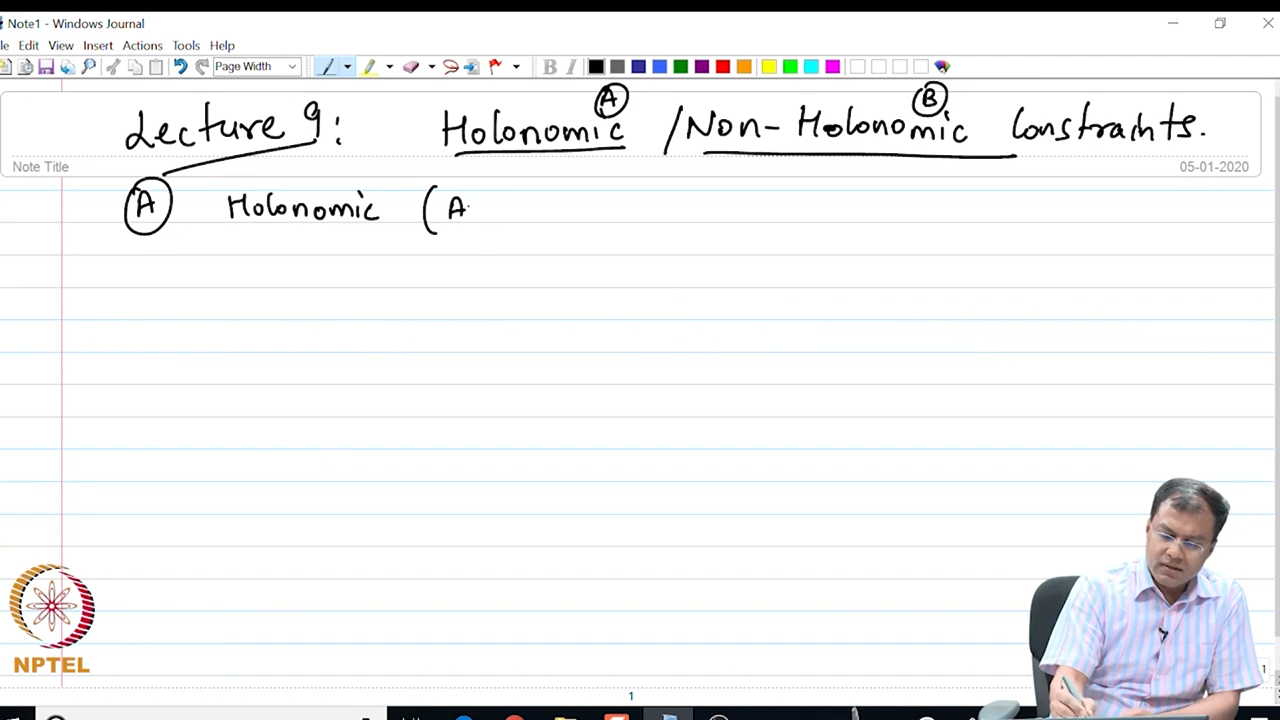 Note1 - Windows Journal
le Edit View Insert Actions Tools Help
Page Width
B I
A B
Lecture 9: Holonomic /Non-Holonomic Constraints.
Note Title 05-01-2020
A Holonomic (A
NPTEL
1
1